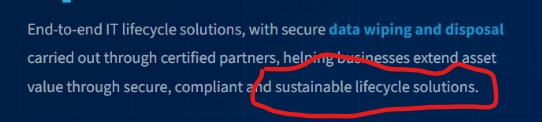 End-to-end IT lifecycle solutions, with secure data wiping and disposal
carried out through certified partners, helping businesses extend asset
value through secure, compliant and sustainable lifecycle solutions.